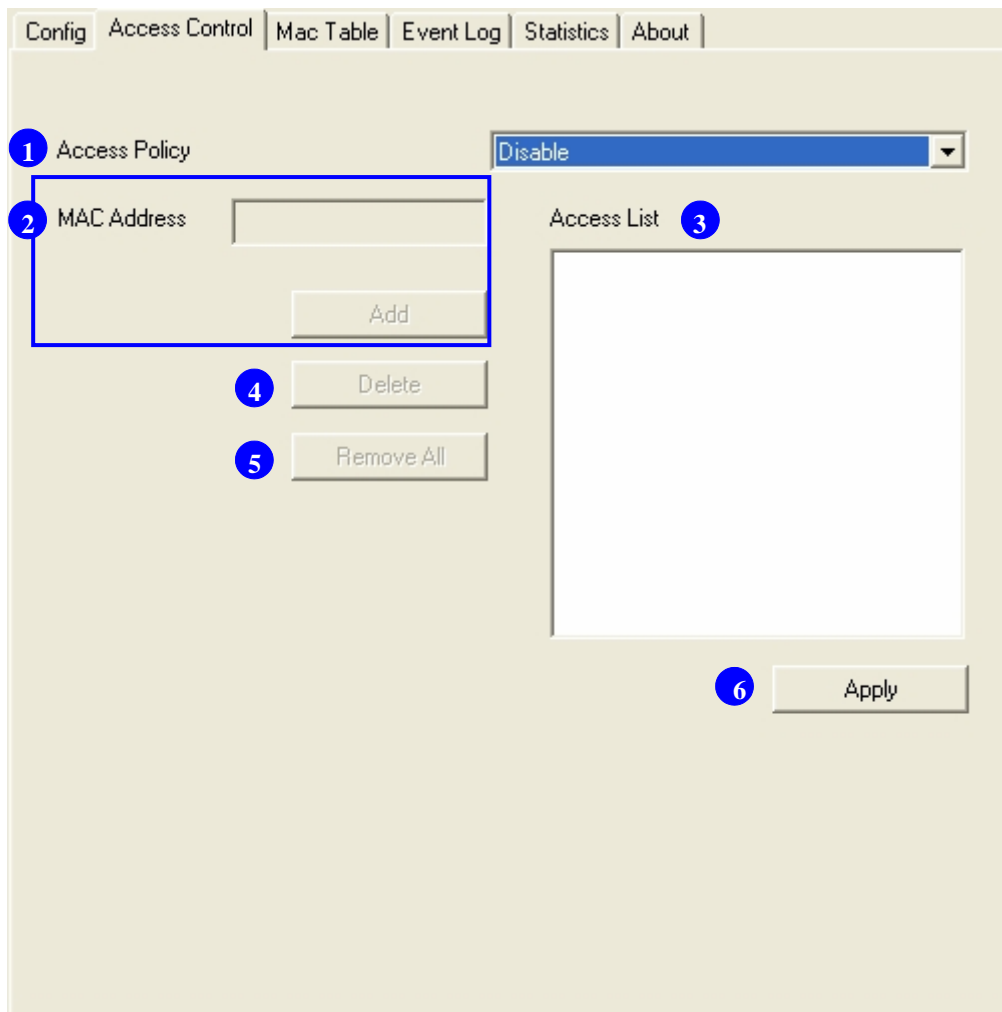 Config Access Control Mac Table Event Log Statistics About
1 Access Policy Disable
2 MAC Address Access List 3
Add
4 Delete
5 Remove All
6 Apply